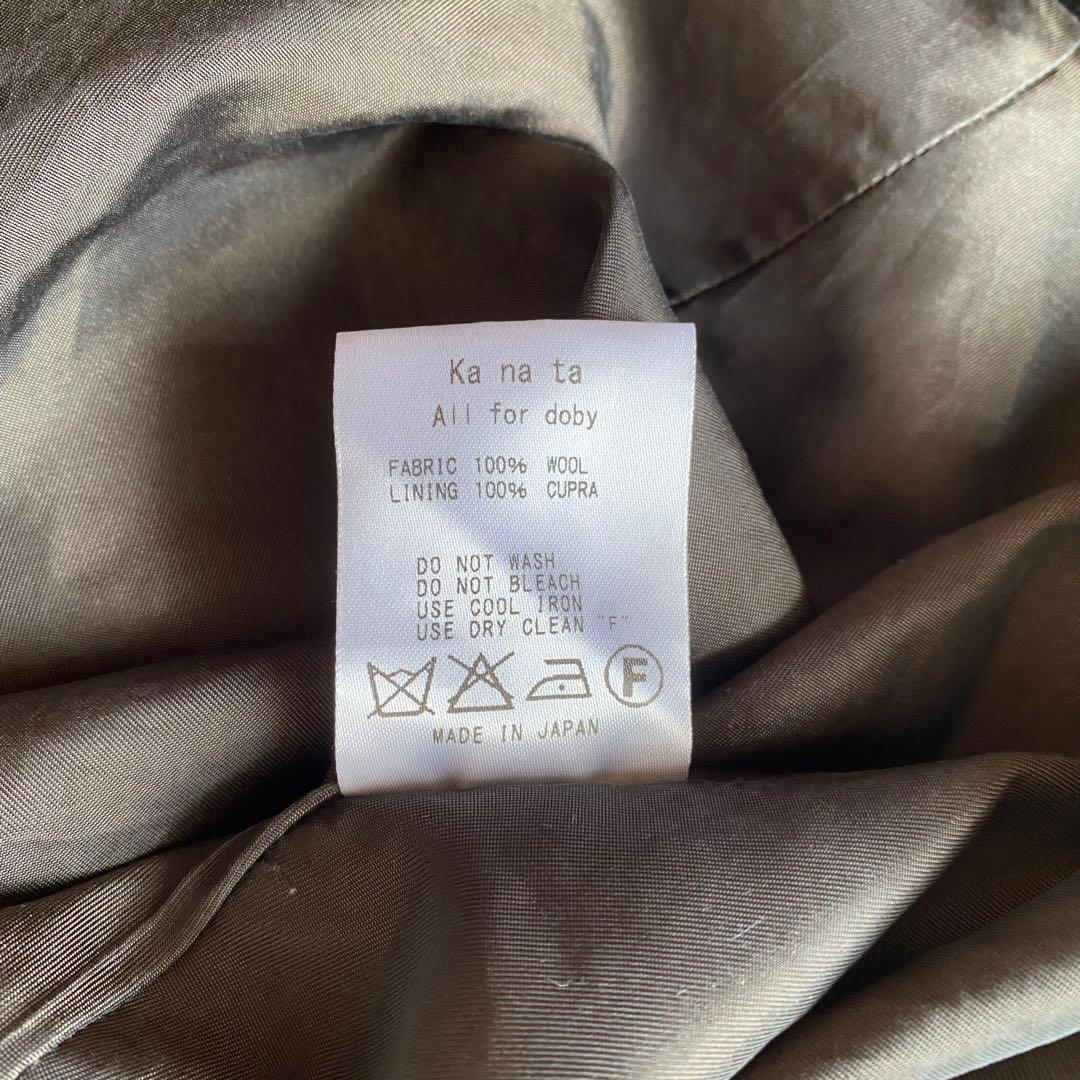 Ka na ta
All for doby
FABRIC 100% WOOL
LINING 100% CUPRA
DO NOT WASH
DO NOT BLEACH
USE COOL IRON
USE DRY CLEAN "F"
F
MADE IN JAPAN